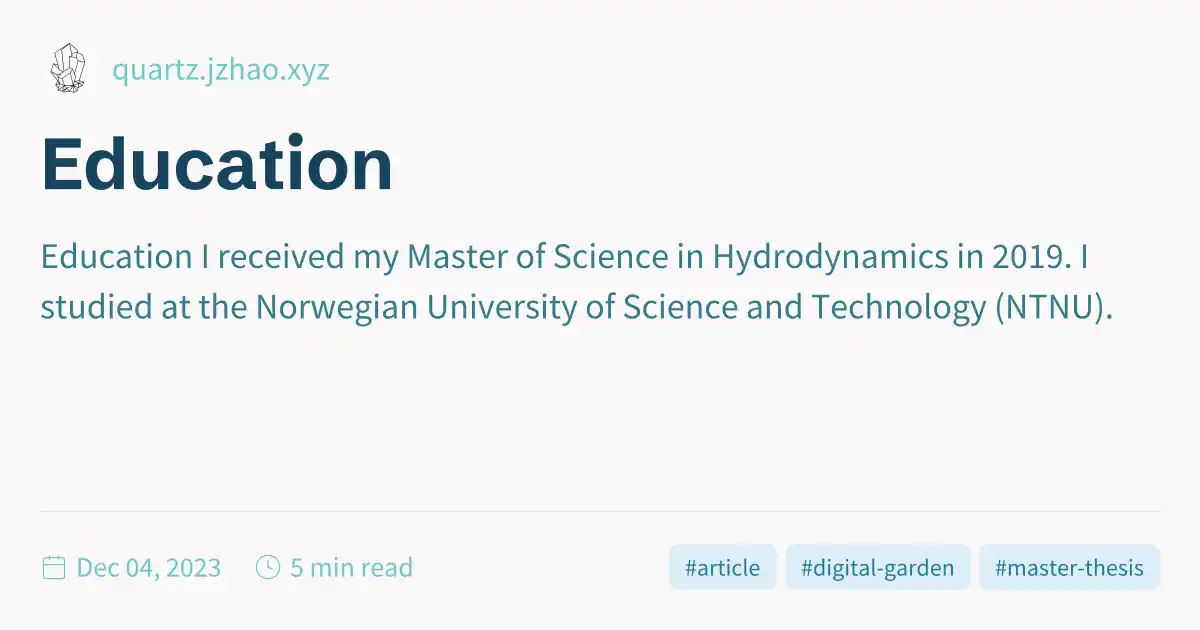 quartz.jzhao.xyz
Education
Education I received my Master of Science in Hydrodynamics in 2019. I
studied at the Norwegian University of Science and Technology (NTNU).
Dec 04, 2023 5 min read #article #digital-garden #master-thesis